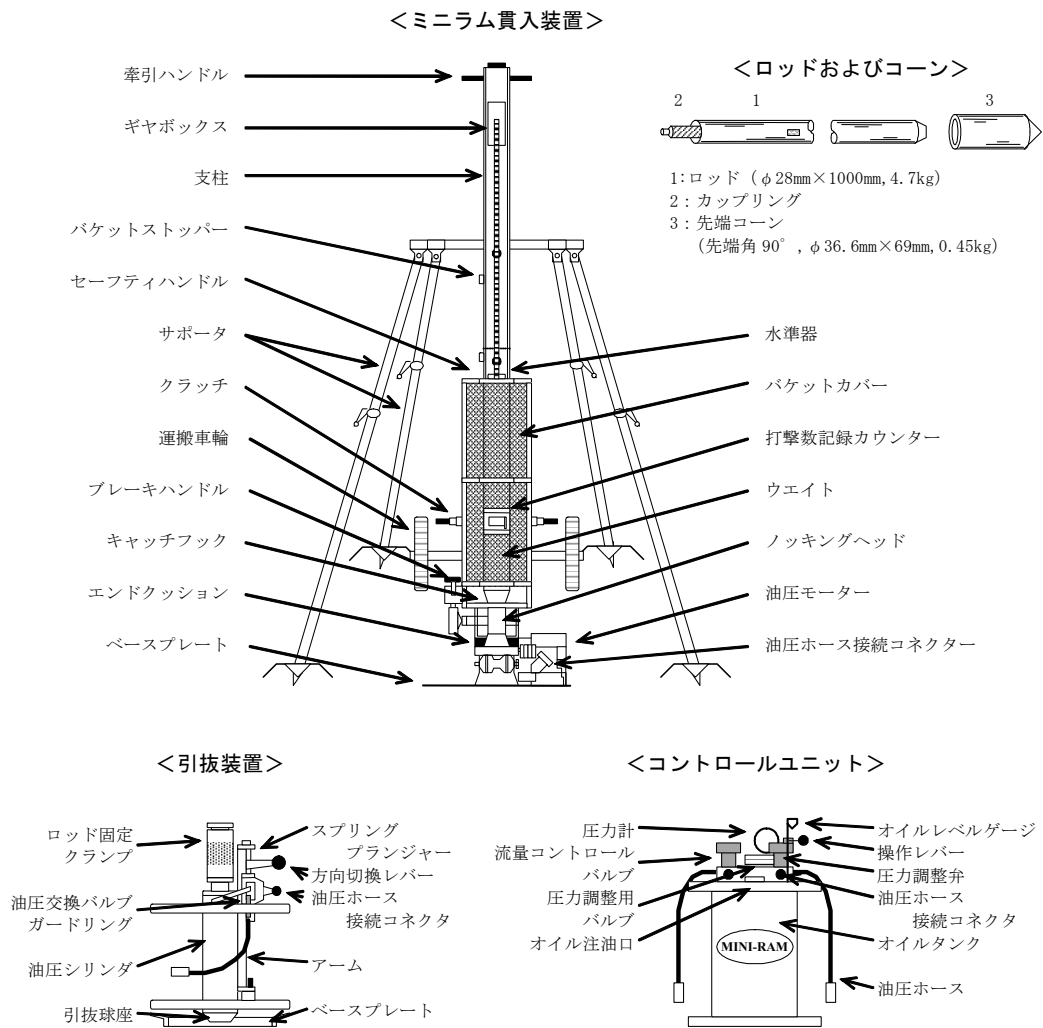 ＜ミニラム貫入装置＞
牽引ハンドル
ギヤボックス
支柱
バケットストッパー
セーフティハンドル
サポータ
クラッチ
運搬車輪
ブレーキハンドル
キャッチフック
エンドクッション
ベースプレート
水準器
バケットカバー
打撃数記録カウンター
ウエイト
ノッキングヘッド
油圧モーター
油圧ホース接続コネクター
＜ロッドおよびコーン＞
2 1 3
1:ロッド（φ28mm×1000mm,4.7kg）
2：カップリング
3：先端コーン
（先端角 90°，φ36.6mm×69mm,0.45kg）
＜引抜装置＞
ロッド固定
クランプ
油圧交換バルブ
ガードリング
油圧シリンダ
引抜球座
スプリング
プランジャー
方向切換レバー
油圧ホース
接続コネクタ
アーム
ベースプレート
＜コントロールユニット＞
圧力計
流量コントロール
バルブ
圧力調整用
バルブ
オイル注油口
MINI-RAM
オイルレベルゲージ
操作レバー
圧力調整弁
油圧ホース
接続コネクタ
オイルタンク
油圧ホース